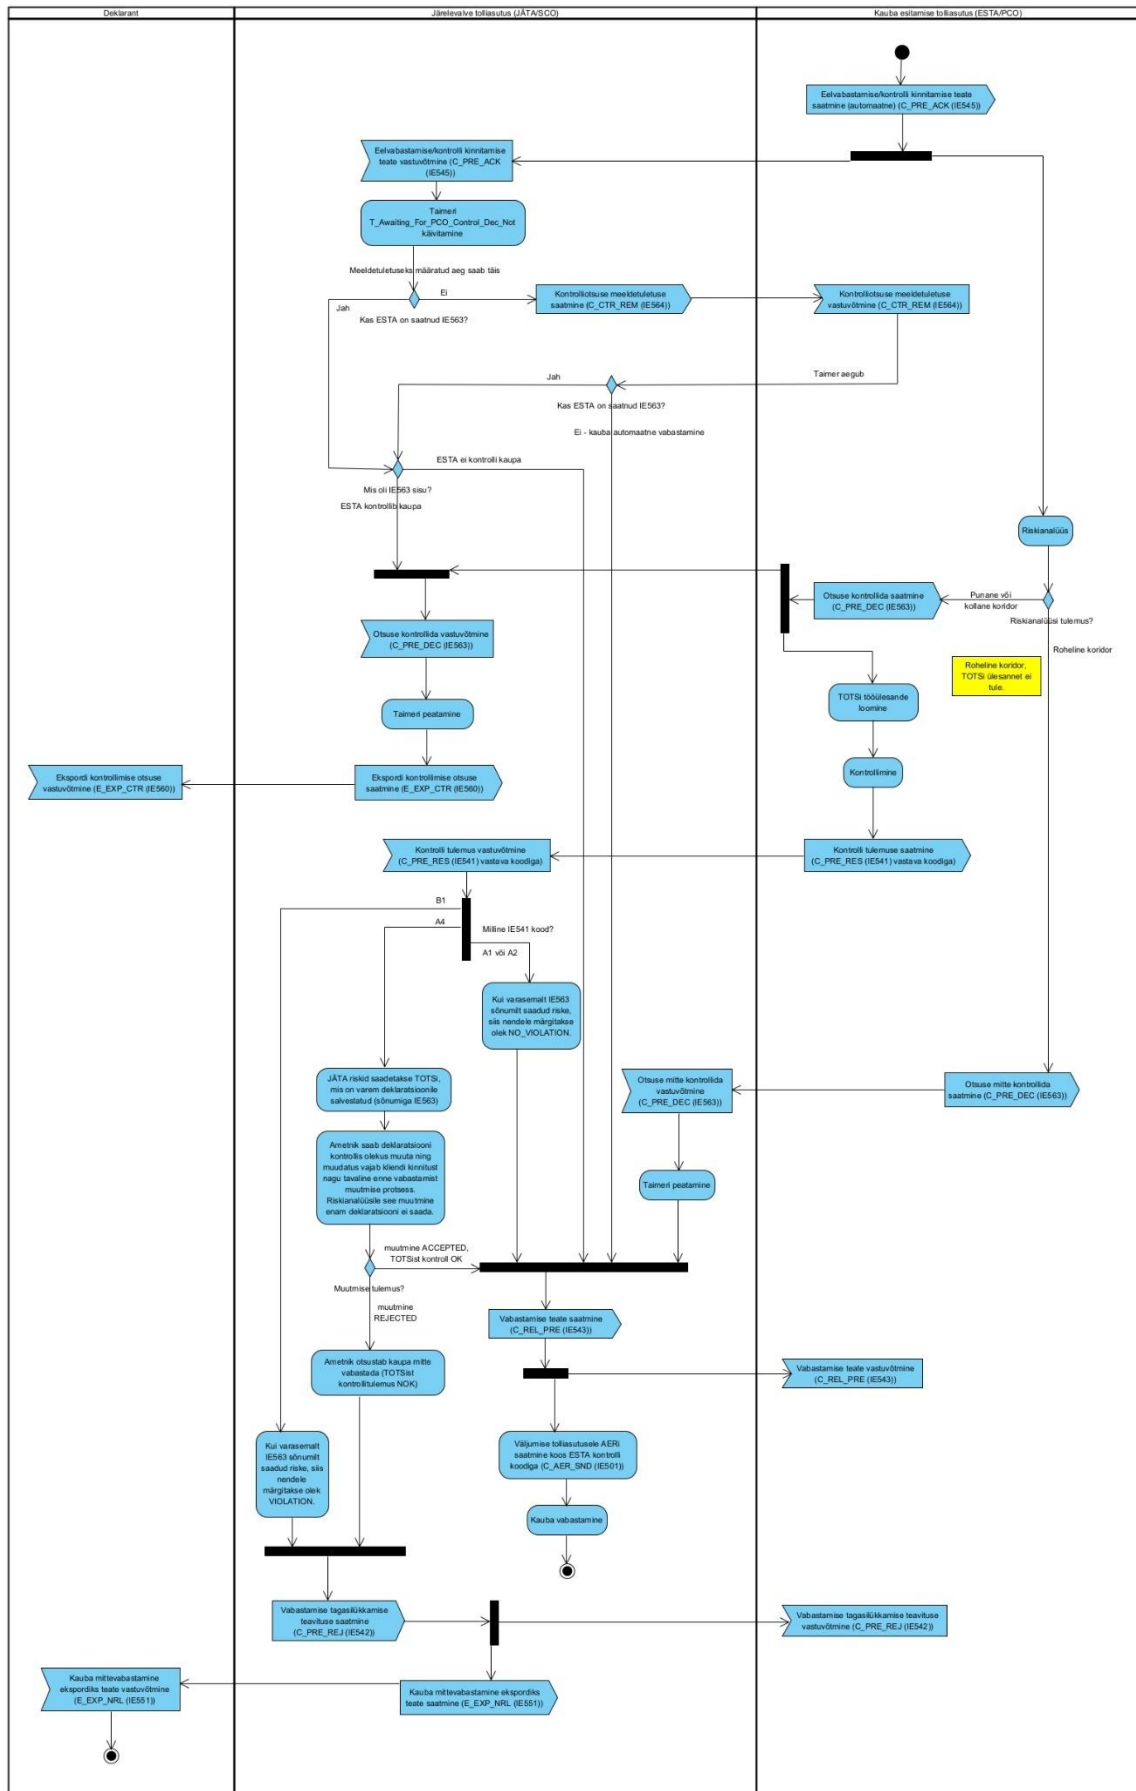 Deklarant
Järelevalve tolliasutus (JÄTA/SCO)
Kauba esitamise tolliasutus (ESTA/PCO)
Eelvabastamise/kontrolli kinnitamise teate
saatmine (automaatne) (C_PRE_ACK (IE545))
Eelvabastamise/kontrolli kinnitamise
teate vastuvõtmine (C_PRE_ACK
(IE545))
Taimeri
T_Awaiting_For_PCO_Control_Dec_Not
käivitamine
Meeldetuletuseks määratud aeg saab täis
Ei
Jah
Kas ESTA on saatnud IE563?
Kontrolliotsuse meeldetuletuse
saatmine (C_CTR_REM (IE564))
Kontrolliotsuse meeldetuletuse
vastuvõtmine (C_CTR_REM (IE564))
Taimer aegub
Jah
Kas ESTA on saatnud IE563?
Ei - kauba automaatne vabastamine
ESTA ei kontrolli kaupa
Mis oli IE563 sisu?
ESTA kontrollib kaupa
Riskianalüüs
Otsuse kontrollida saatmine
(C_PRE_DEC (IE563))
Punane või
kollane koridor
Riskianalüüsi tulemus?
Roheline koridor
Roheline koridor,
TOTSi ülesannet ei
tule.
Otsuse kontrollida vastuvõtmine
(C_PRE_DEC (IE563))
TOTSi tööülesande
loomine
Taimeri peatamine
Kontrollimine
Ekspordi kontrollimise otsuse
vastuvõtmine (E_EXP_CTR (IE560))
Ekspordi kontrollimise otsuse
saatmine (E_EXP_CTR (IE560))
Kontrolli tulemus vastuvõtmine
(C_PRE_RES (IE541) vastava koodiga)
Kontrolli tulemuse saatmine
(C_PRE_RES (IE541) vastava koodiga)
B1
A4
Milline IE541 kood?
A1 või A2
Kui varasemalt IE563
sõnumilt saadud riske,
siis nendele märgitakse
olek NO_VIOLATION.
JÄTA riskid saadetakse TOTSi,
mis on varem deklaratsioonile
salvestatud (sõnumiga IE563)
Otsuse mitte kontrollida
vastuvõtmine
(C_PRE_DEC (IE563))
Otsuse mitte kontrollida
saatmine (C_PRE_DEC (IE563))
Ametnik saab deklaratsiooni
kontrollis olekus muuta ning
muudatus vajab kliendi kinnitust
nagu tavaline enne vabastamist
muutmise protsess.
Riskianalüüsile see muutmine
enam deklaratsiooni ei saada.
Taimeri peatamine
muutmine ACCEPTED,
TOTSist kontroll OK
Muutmise tulemus?
muutmine
REJECTED
Vabastamise teate saatmine
(C_REL_PRE (IE543))
Ametnik otsustab kaupa mitte
vabastada (TOTSist
kontrollitulemus NOK)
Vabastamise teate vastuvõtmine
(C_REL_PRE (IE543))
Kui varasemalt
IE563 sõnumilt
saadud riske, siis
nendele
märgitakse olek
VIOLATION.
Väljumise tolliasutusele AERi
saatmine koos ESTA kontrolli
koodiga (C_AER_SND (IE501))
Kauba vabastamine
Vabastamise tagasilükkamise
teavituse saatmine
(C_PRE_REJ (IE542))
Vabastamise tagasilükkamise teavituse
vastuvõtmine (C_PRE_REJ (IE542))
Kauba mittevabastamine
ekspordiks teate vastuvõtmine
(E_EXP_NRL (IE551))
Kauba mittevabastamine ekspordiks
teate saatmine (E_EXP_NRL (IE551))